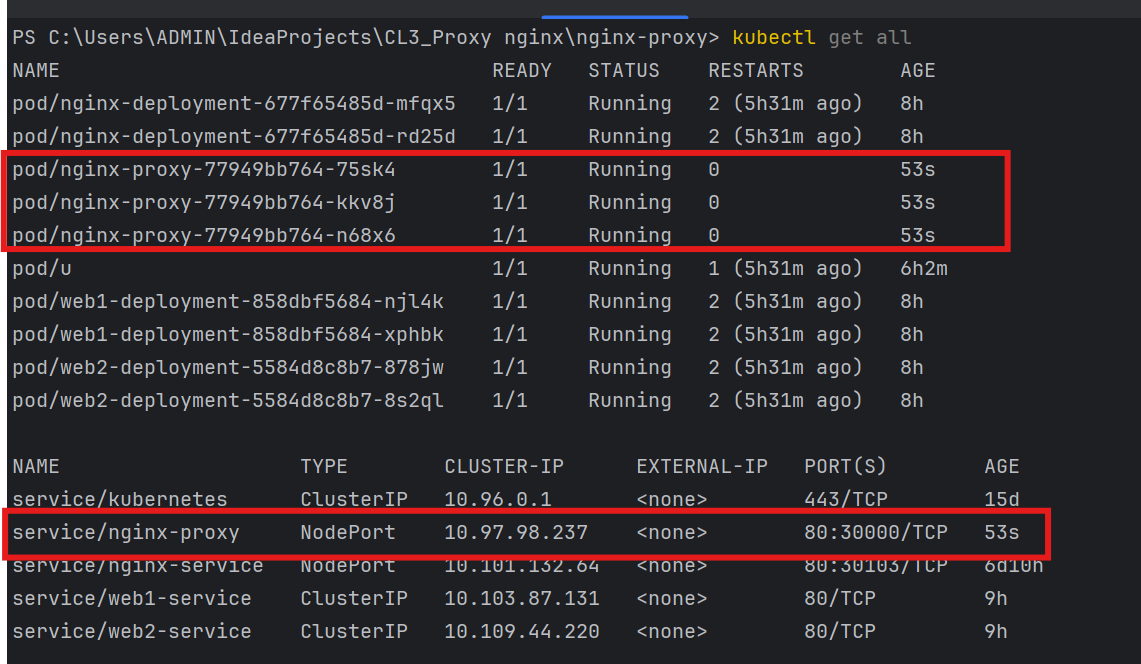 PS C:\Users\ADMIN\IdeaProjects\CL3_Proxy nginx\nginx-proxy> kubectl get all
NAME READY STATUS RESTARTS AGE
pod/nginx-deployment-677f65485d-mfqx5 1/1 Running 2 (5h31m ago) 8h
pod/nginx-deployment-677f65485d-rd25d 1/1 Running 2 (5h31m ago) 8h
pod/nginx-proxy-77949bb764-75sk4 1/1 Running 0 53s
pod/nginx-proxy-77949bb764-kkv8j 1/1 Running 0 53s
pod/nginx-proxy-77949bb764-n68x6 1/1 Running 0 53s
pod/u 1/1 Running 1 (5h31m ago) 6h2m
pod/web1-deployment-858dbf5684-njl4k 1/1 Running 2 (5h31m ago) 8h
pod/web1-deployment-858dbf5684-xphbk 1/1 Running 2 (5h31m ago) 8h
pod/web2-deployment-5584d8c8b7-878jw 1/1 Running 2 (5h31m ago) 8h
pod/web2-deployment-5584d8c8b7-8s2ql 1/1 Running 2 (5h31m ago) 8h
NAME TYPE CLUSTER-IP EXTERNAL-IP PORT(S) AGE
service/kubernetes ClusterIP 10.96.0.1 <none> 443/TCP 15d
service/nginx-proxy NodePort 10.97.98.237 <none> 80:30000/TCP 53s
service/nginx-service NodePort 10.101.132.64 <none> 80:30103/TCP 6d10h
service/web1-service ClusterIP 10.103.87.131 <none> 80/TCP 9h
service/web2-service ClusterIP 10.109.44.220 <none> 80/TCP 9h